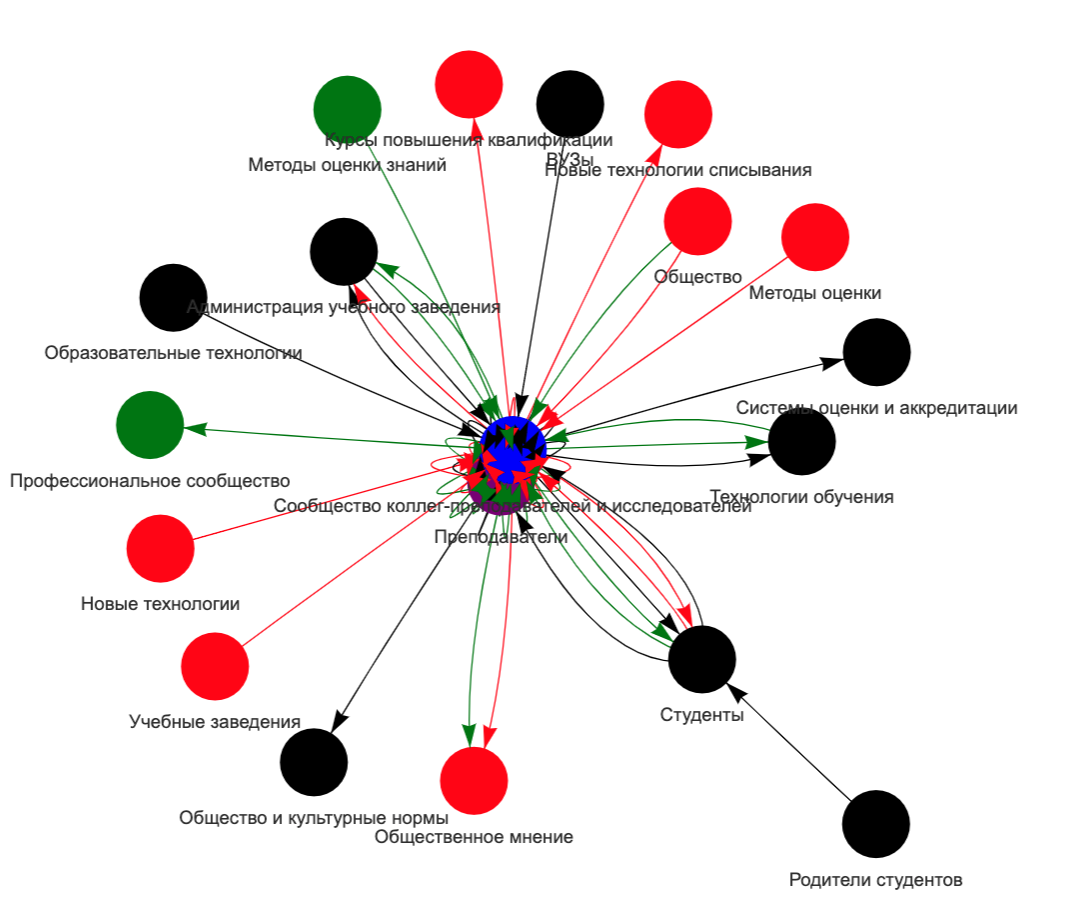 Курсы повышения квалификации
ВУЗы
Методы оценки знаний
Новые технологии списывания
Общество
Методы оценки
Администрация учебного заведения
Образовательные технологии
Системы оценки и аккредитации
Профессиональное сообщество
Технологии обучения
Сообщество коллег-преподавателей и исследователей
Преподаватели
Новые технологии
Студенты
Учебные заведения
Общество и культурные нормы
Общественное мнение
Родители студентов